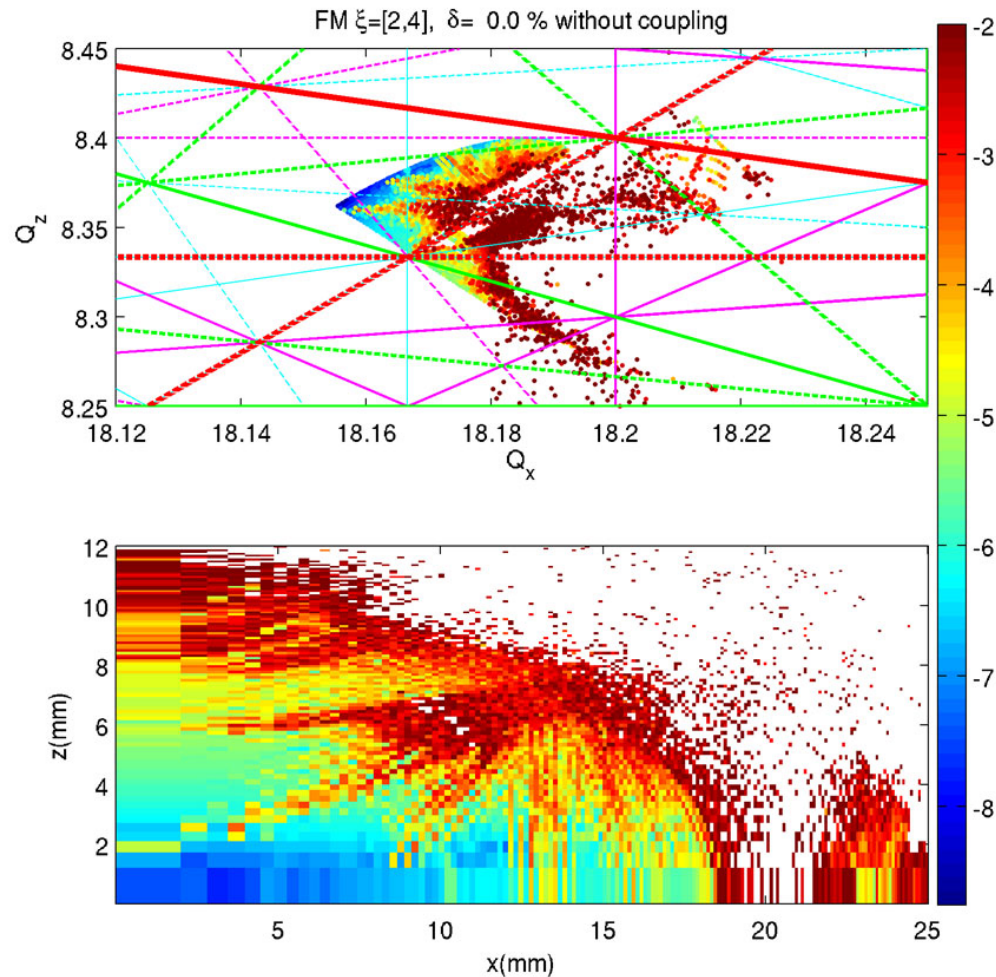 FM ξ=[2,4], δ= 0.0 % without coupling
8.45
8.4
8.35
8.3
8.25
Q_z
18.12 18.14 18.16 18.18 18.2 18.22 18.24
Q_x
-2
-3
-4
-5
-6
-7
-8
12
10
8
6
4
2
z(mm)
5 10 15 20 25
x(mm)